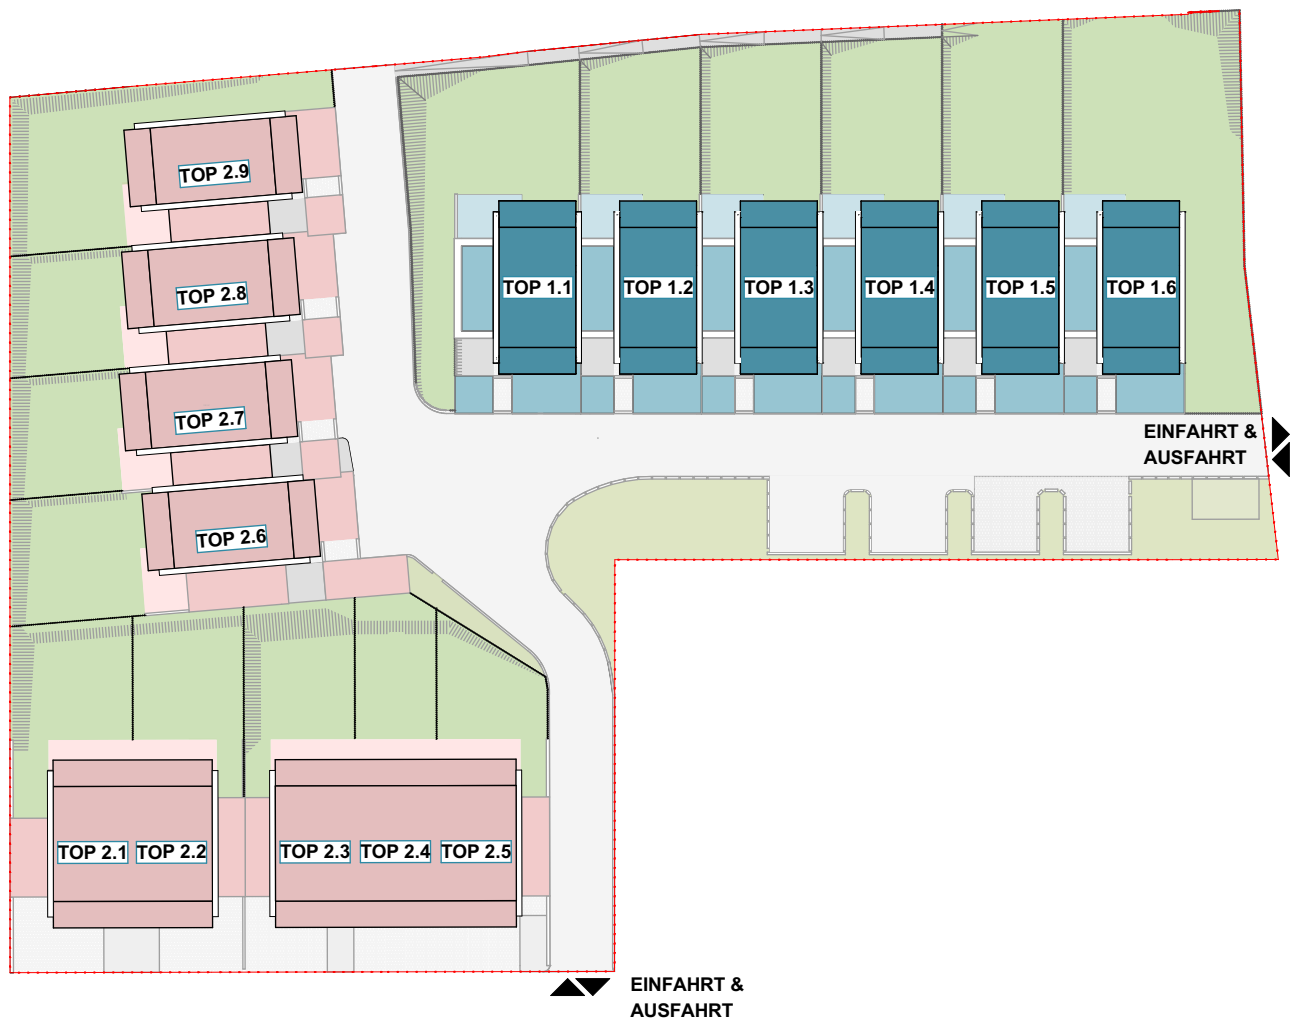 TOP 2.9
TOP 2.8
TOP 1.1 TOP 1.2 TOP 1.3 TOP 1.4 TOP 1.5 TOP 1.6
TOP 2.7
EINFAHRT &
AUSFAHRT
TOP 2.6
TOP 2.1 TOP 2.2 TOP 2.3 TOP 2.4 TOP 2.5
EINFAHRT &
AUSFAHRT